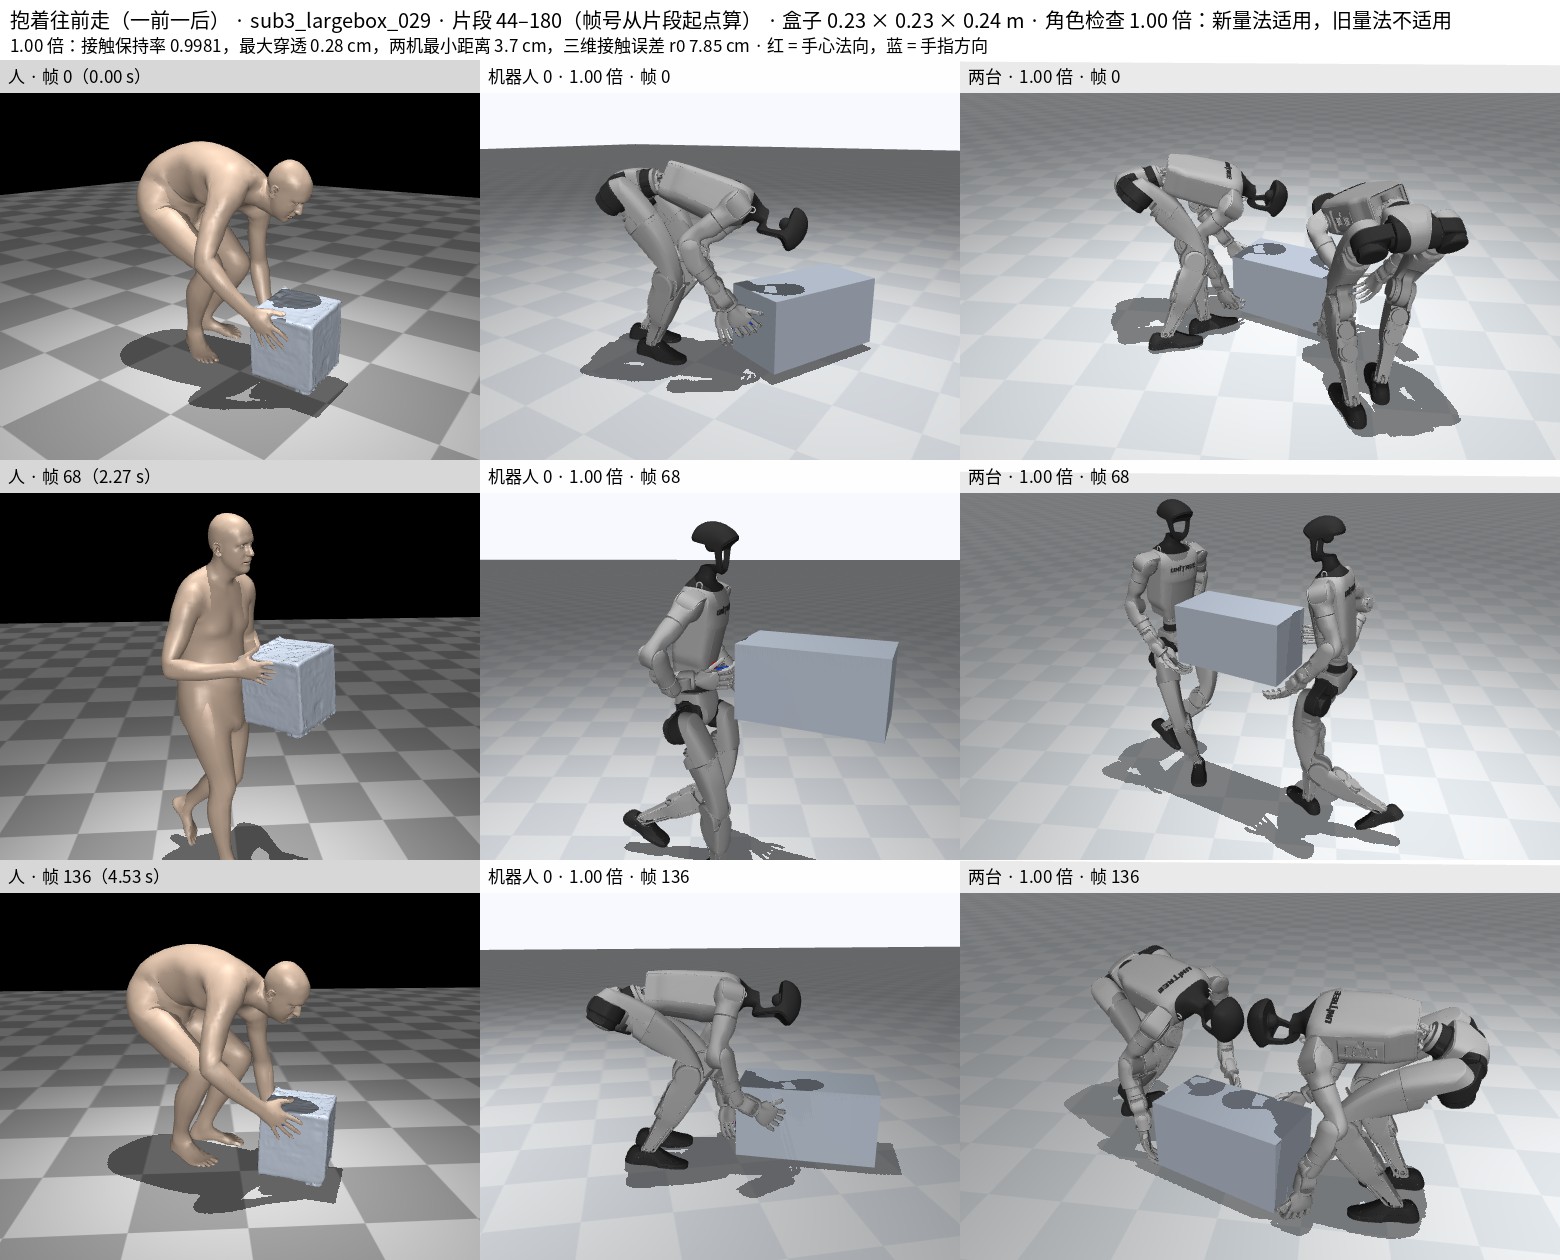 抱着往前走（一前一后） · sub3_largebox_029 · 片段 44–180（帧号从片段起点算） · 盒子 0.23 × 0.23 × 0.24 m · 角色检查 1.00 倍：新量法适用，旧量法不适用
1.00 倍：接触保持率 0.9981，最大穿透 0.28 cm，两机最小距离 3.7 cm，三维接触误差 r0 7.85 cm · 红 = 手心法向，蓝 = 手指方向
人 · 帧 0（0.00 s）
机器人 0 · 1.00 倍 · 帧 0
两台 · 1.00 倍 · 帧 0
人 · 帧 68（2.27 s）
机器人 0 · 1.00 倍 · 帧 68
两台 · 1.00 倍 · 帧 68
人 · 帧 136（4.53 s）
机器人 0 · 1.00 倍 · 帧 136
两台 · 1.00 倍 · 帧 136